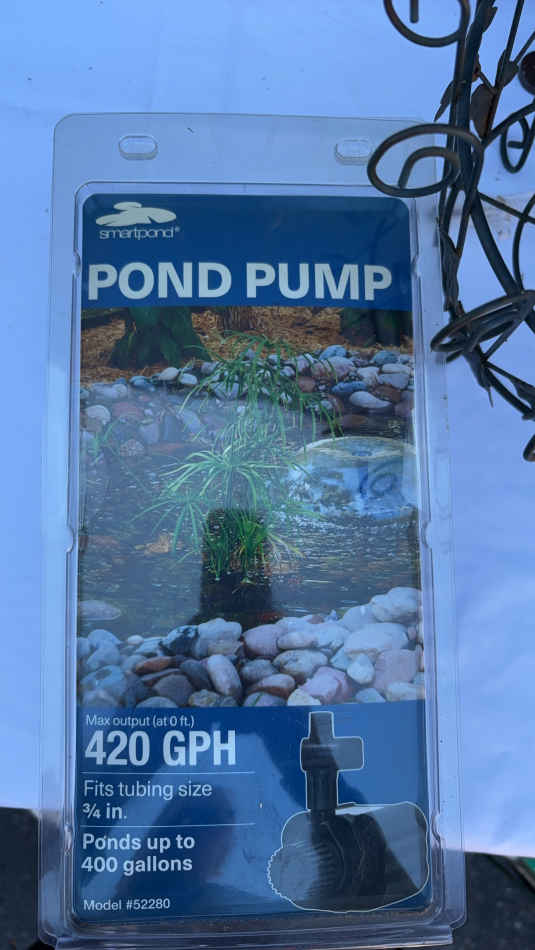 smartpond®
POND PUMP
Max output (at 0 ft.)
420 GPH
Fits tubing size
¾ in.
Ponds up to
400 gallons
Model #52280